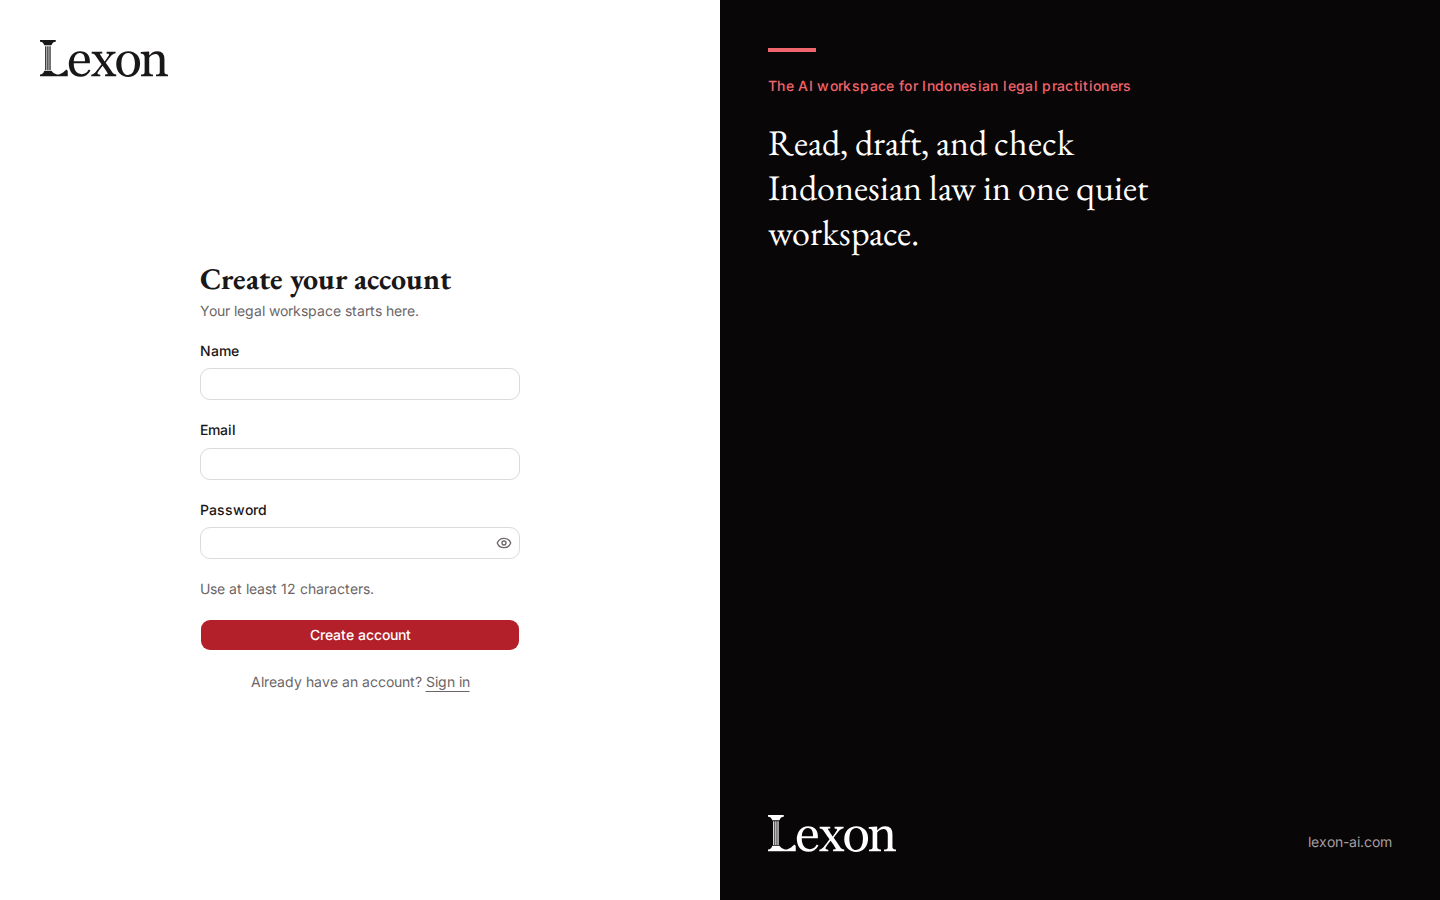 Lexon
Create your account
Your legal workspace starts here.
Name
Email
Password
Use at least 12 characters.
Create account
Already have an account? Sign in
The AI workspace for Indonesian legal practitioners
Read, draft, and check
Indonesian law in one quiet
workspace.
Lexon
lexon-ai.com